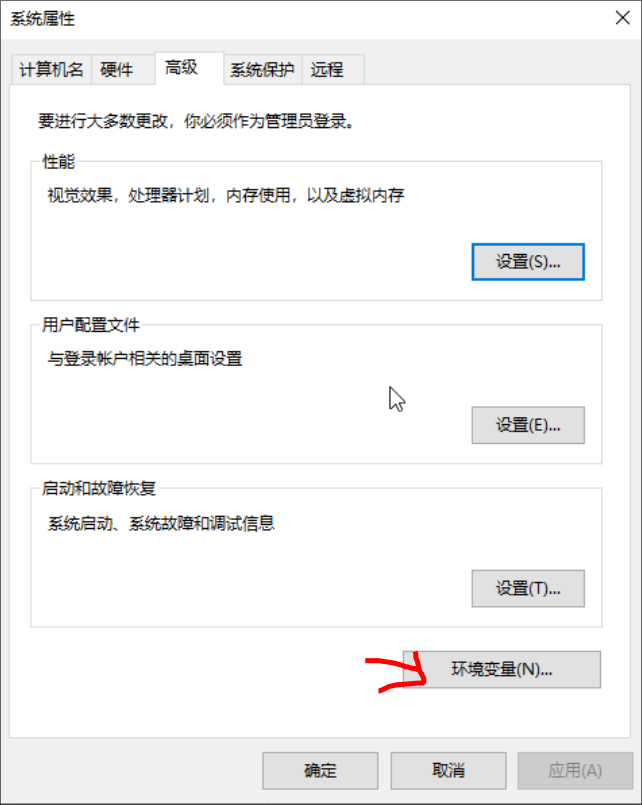 系统属性
计算机名 硬件 高级 系统保护 远程
要进行大多数更改，你必须作为管理员登录。
性能
视觉效果，处理器计划，内存使用，以及虚拟内存
设置(S)...
用户配置文件
与登录帐户相关的桌面设置
设置(E)...
启动和故障恢复
系统启动、系统故障和调试信息
设置(T)...
环境变量(N)...
确定 取消 应用(A)